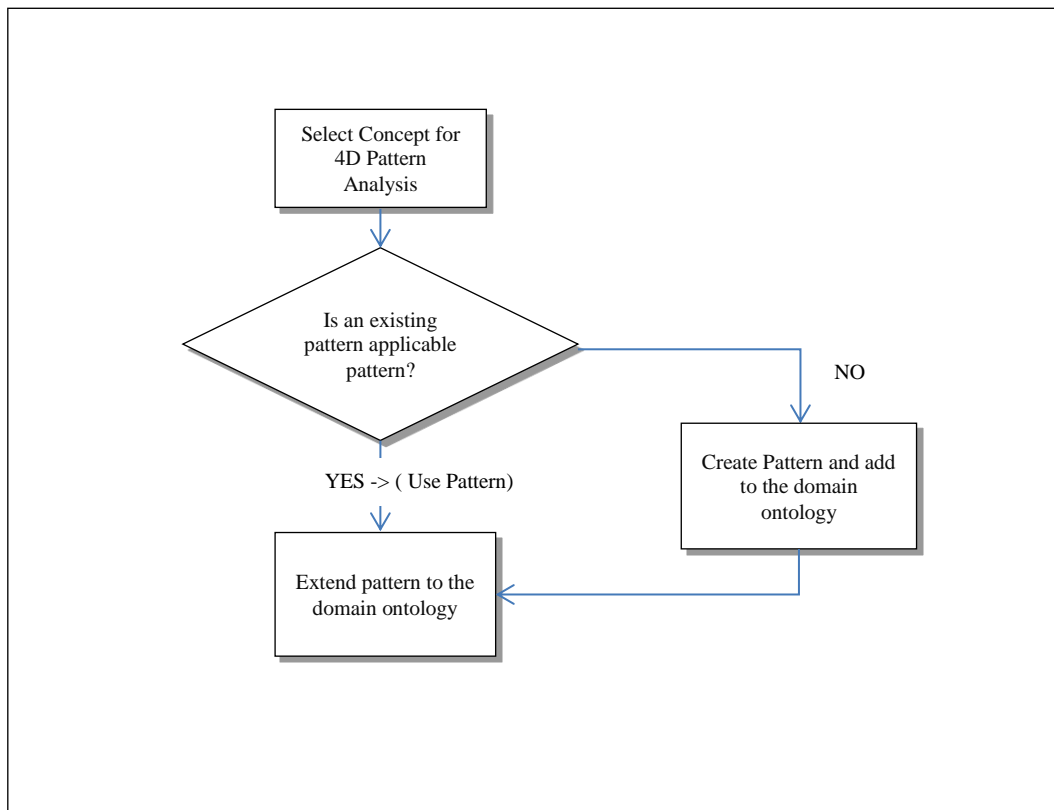 Select Concept for
4D Pattern
Analysis
Is an existing
pattern applicable
pattern?
NO
YES -> ( Use Pattern)
Create Pattern and add
to the domain
ontology
Extend pattern to the
domain ontology